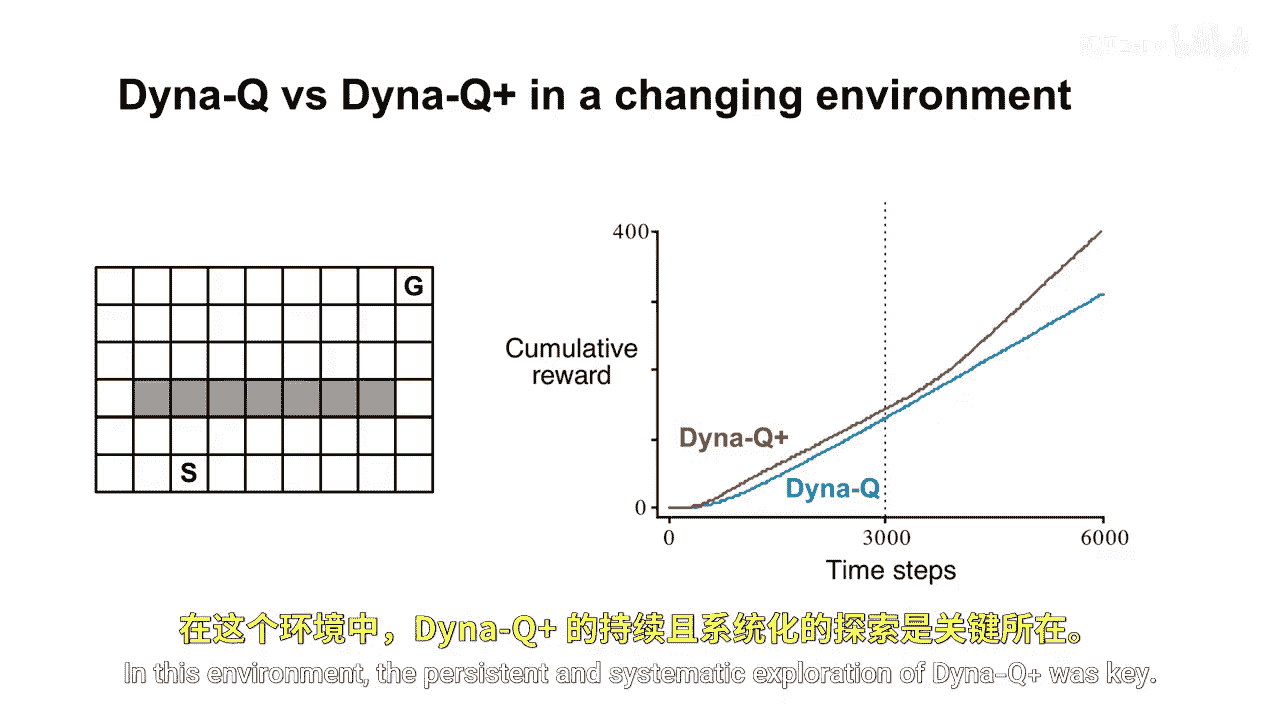 Dyna-Q vs Dyna-Q+ in a changing environment
G
S
400
Cumulative
reward
Dyna-Q+
Dyna-Q
0
0
3000
6000
Time steps
在这个环境中，Dyna-Q+ 的持续且系统化的探索是关键所在。
In this environment, the persistent and systematic exploration of Dyna-Q+ was key.